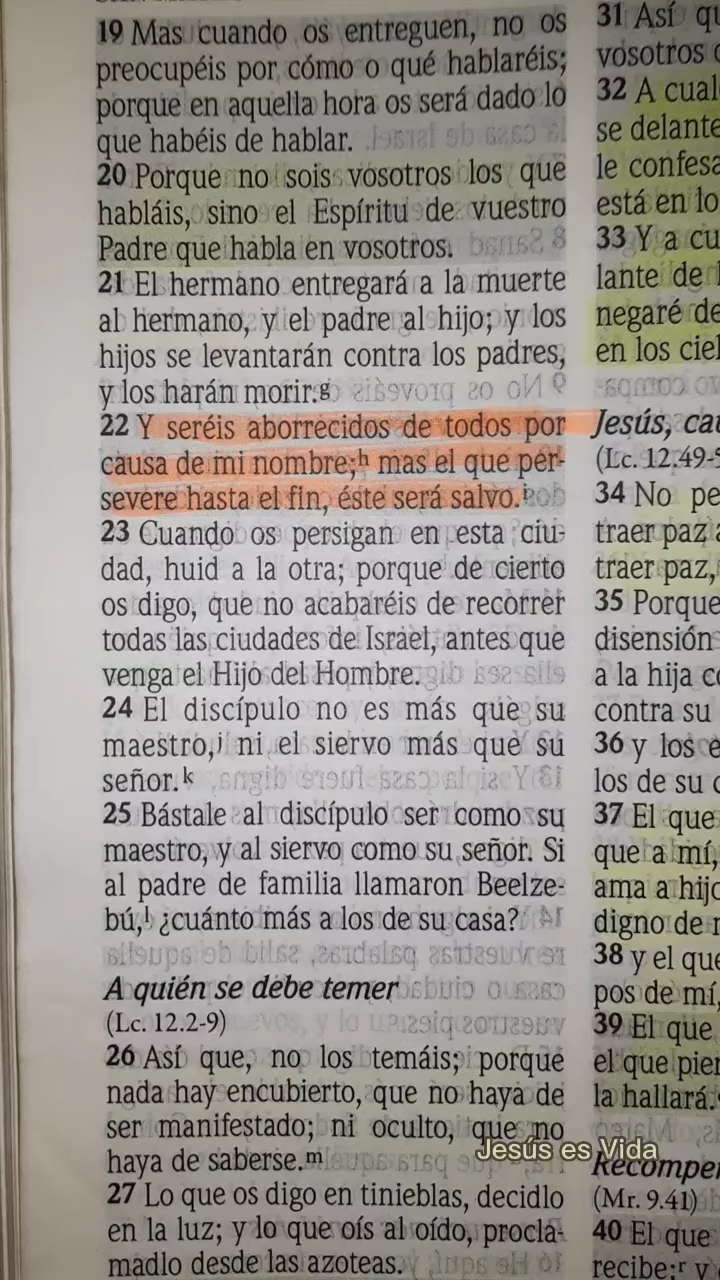 19 Mas cuando os entreguen, no os
preocupéis por cómo o qué hablaréis;
porque en aquella hora os será dado lo
que habéis de hablar.
20 Porque no sois vosotros los que
habláis, sino el Espíritu de vuestro
Padre que habla en vosotros.
21 El hermano entregará a la muerte
al hermano, y el padre al hijo; y los
hijos se levantarán contra los padres,
y los harán morir.g
22 Y seréis aborrecidos de todos por
causa de mi nombre;h mas el que per-
severe hasta el fin, éste será salvo.i
23 Cuando os persigan en esta ciu-
dad, huid a la otra; porque de cierto
os digo, que no acabaréis de recorrer
todas las ciudades de Israel, antes que
venga el Hijo del Hombre.
24 El discípulo no es más que su
maestro,j ni el siervo más que su
señor.k
25 Bástale al discípulo ser como su
maestro, y al siervo como su señor. Si
al padre de familia llamaron Beelze-
bú,l ¿cuánto más a los de su casa?
A quién se debe temer
(Lc. 12.2-9)
26 Así que, no los temáis; porque
nada hay encubierto, que no haya de
ser manifestado; ni oculto, que no
haya de saberse.m
27 Lo que os digo en tinieblas, decidlo
en la luz; y lo que oís al oído, proclá-
madlo desde las azoteas.
31 Así
vosotros
32 A
se
le
está en lo
33 Y a
lante de
negaré
en los
Jesús,
(Lc. 12.49-
34 No
traer paz
traer paz,
35 Porque
disensión
a la hija
contra su
36 y los
los de su
37 El que
que a mí,
ama a
digno de
38 y el
pos de mí,
39 El que
el que
la hallará.
(Mr. 9.41)
40 El que
recibe;r y
Jesús es Vida